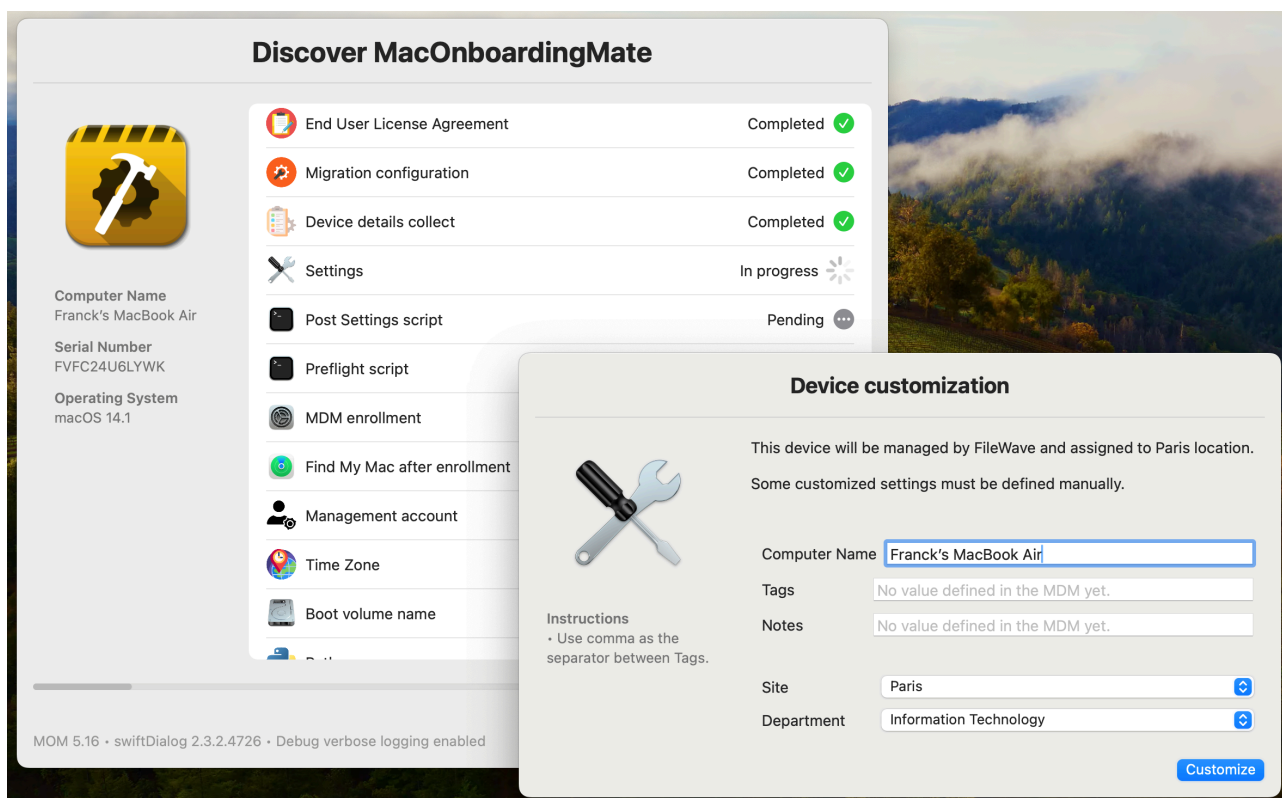 Discover MacOnboardingMate
Computer Name
Franck’s MacBook Air
Serial Number
FVFC24U6LYWK
Operating System
macOS 14.1
End User License Agreement Completed
Migration configuration Completed
Device details collect Completed
Settings In progress
Post Settings script Pending
Preflight script
MDM enrollment
Find My Mac after enrollment
Management account
Time Zone
Boot volume name
MOM 5.16 • swiftDialog 2.3.2.4726 • Debug verbose logging enabled
Device customization
This device will be managed by FileWave and assigned to Paris location.
Some customized settings must be defined manually.
Instructions
• Use comma as the
separator between Tags.
Computer Name Franck’s MacBook Air
Tags No value defined in the MDM yet.
Notes No value defined in the MDM yet.
Site Paris
Department Information Technology
Customize